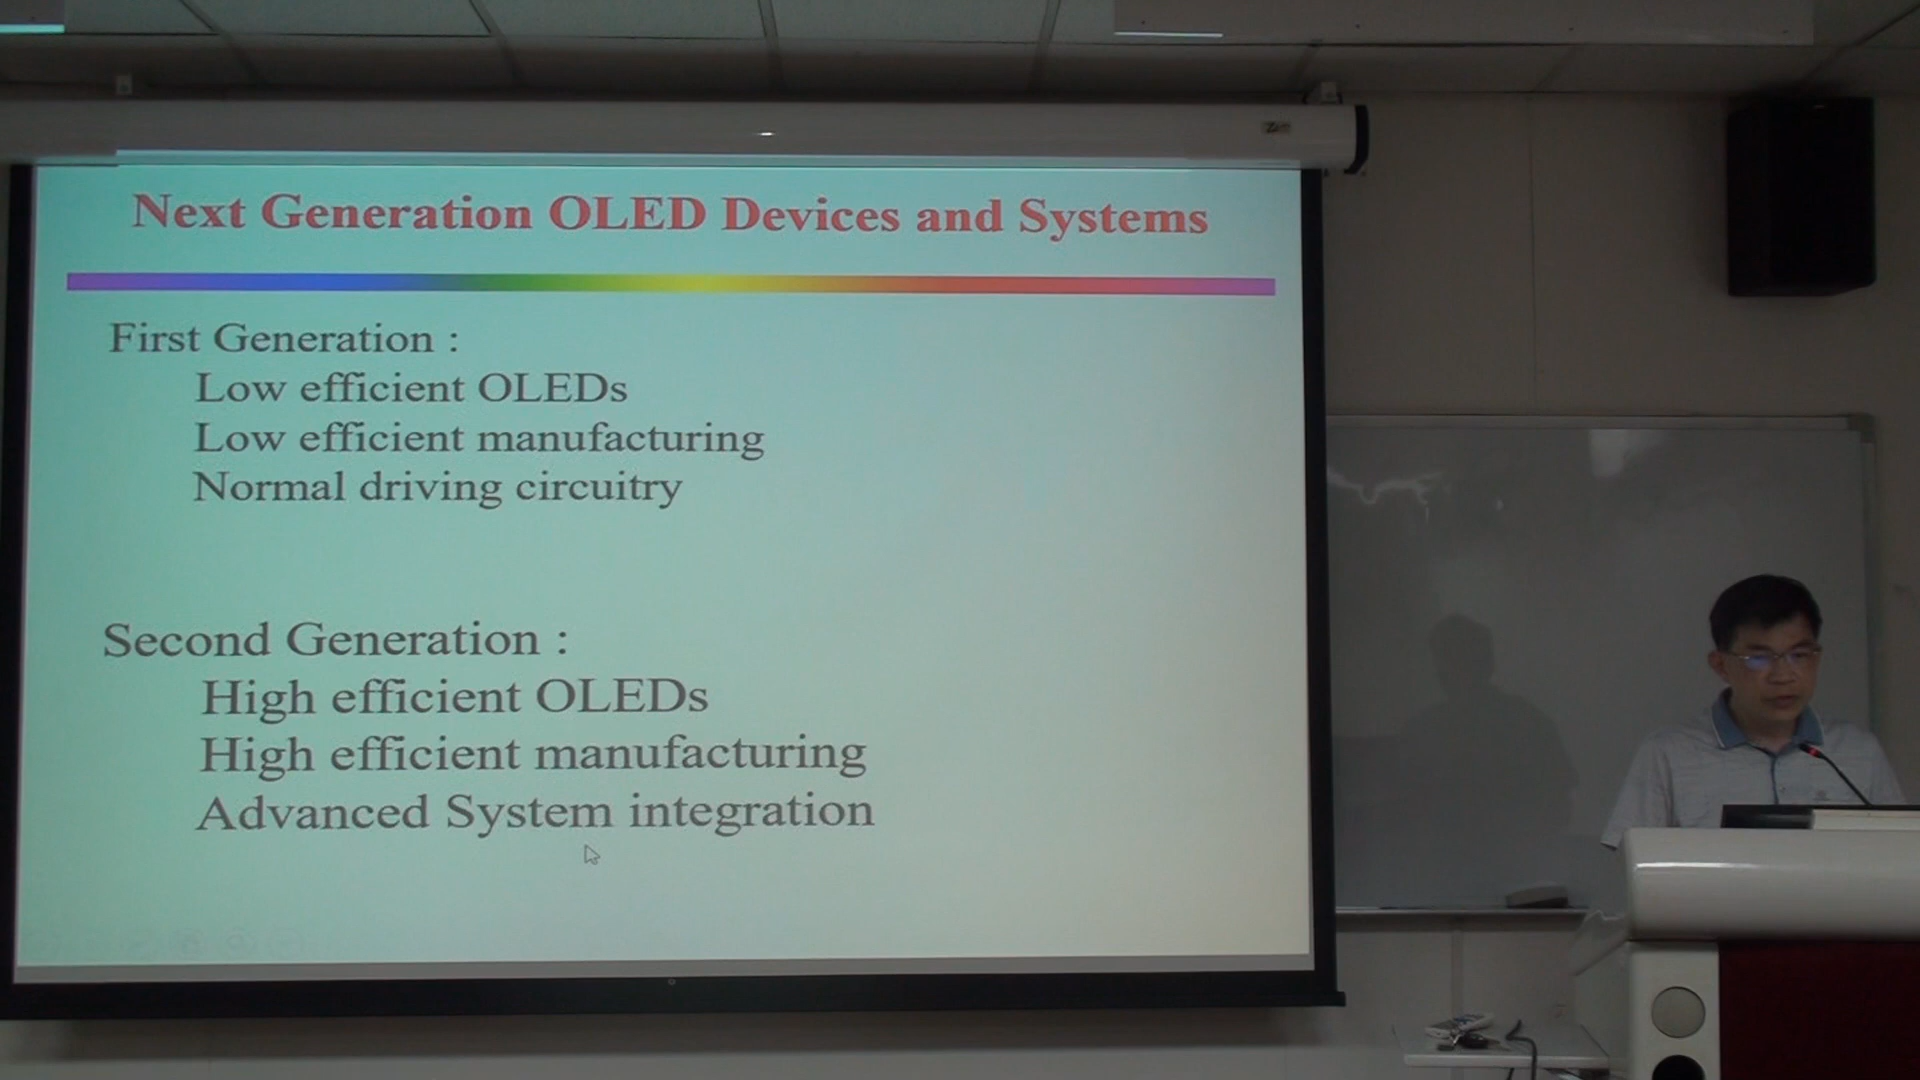 Next Generation OLED Devices and Systems
First Generation :
Low efficient OLEDs
Low efficient manufacturing
Normal driving circuitry
Second Generation :
High efficient OLEDs
High efficient manufacturing
Advanced System integration